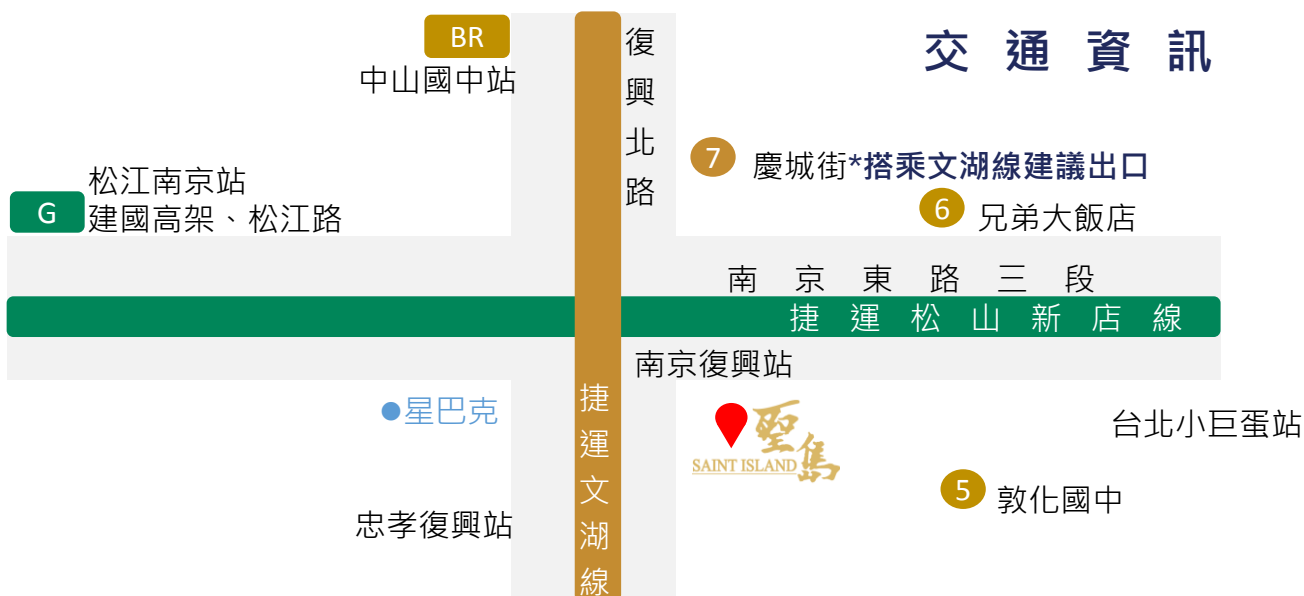 交通資訊
BR
中山國中站
復興北路
7 慶城街*搭乘文湖線建議出口
松江南京站
G 建國高架、松江路
6 兄弟大飯店
南京東路三段
捷運松山新店線
南京復興站
捷運文湖線
●星巴克
聖島
SAINT ISLAND
台北小巨蛋站
5 敦化國中
忠孝復興站